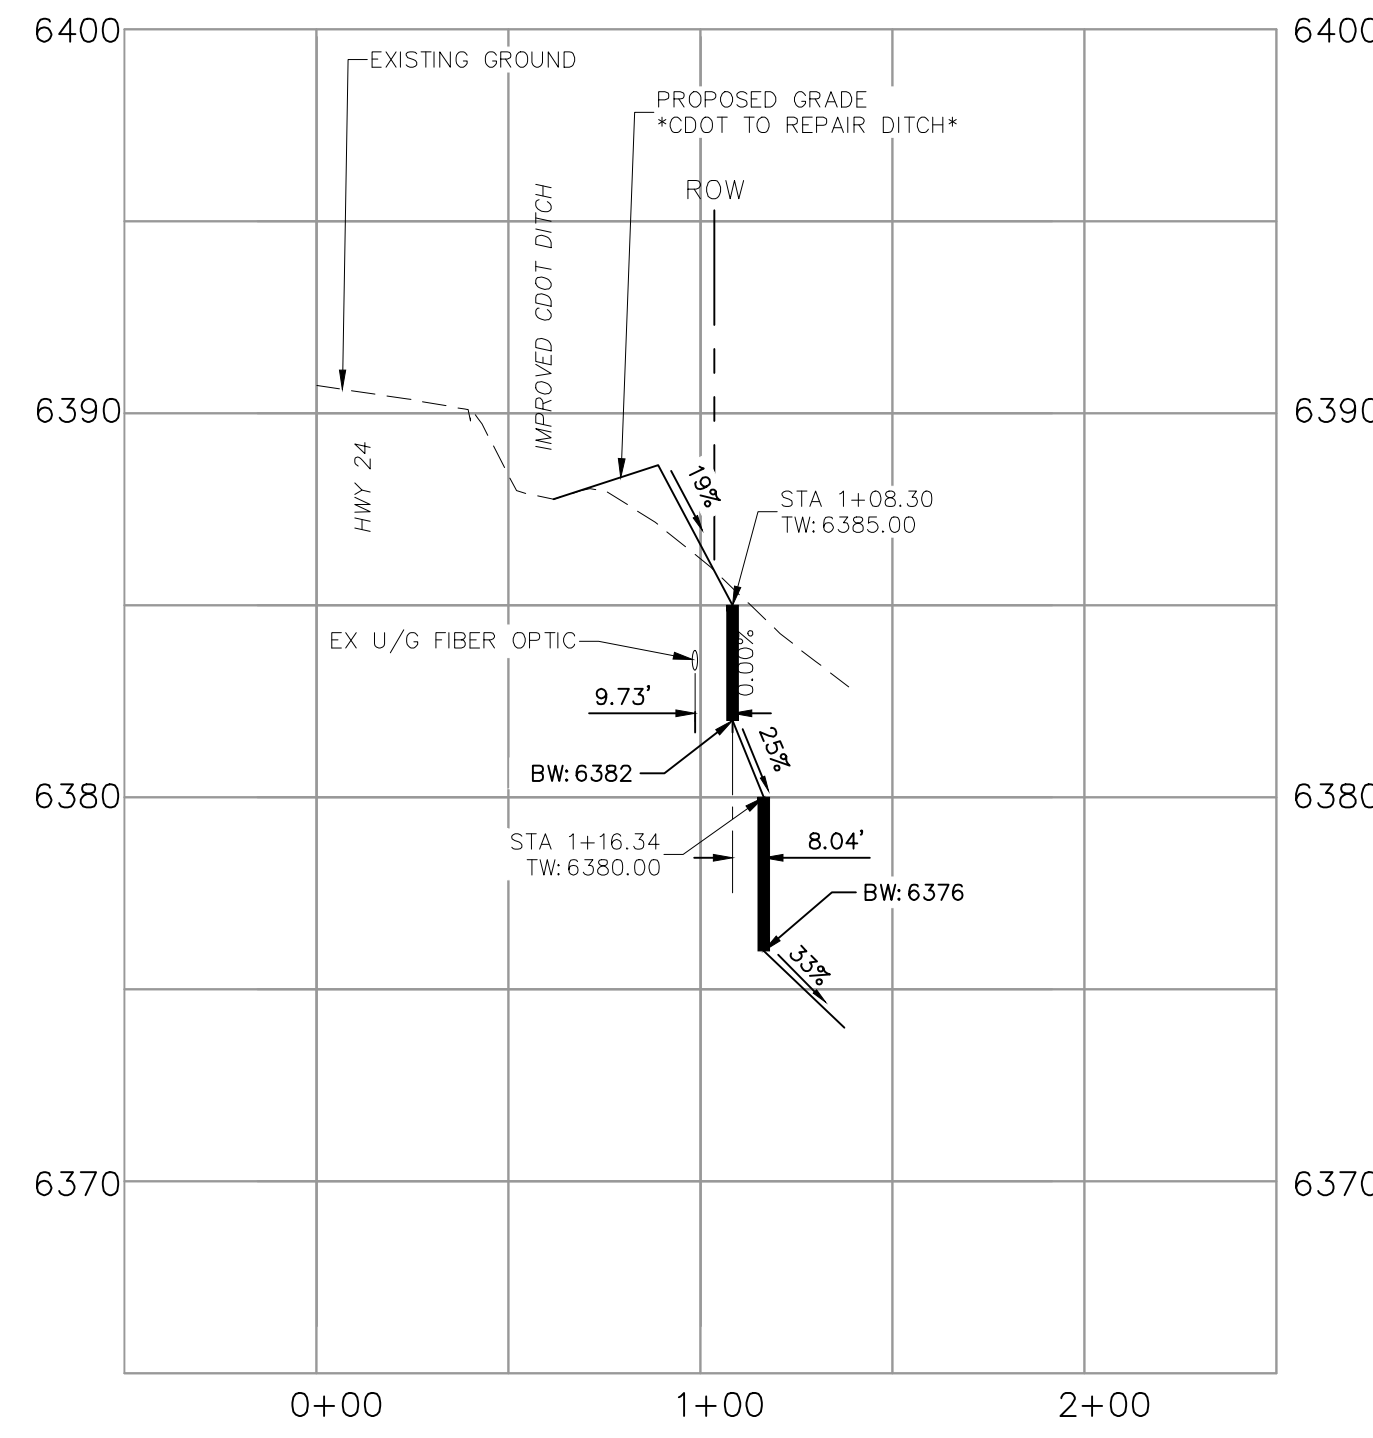 6400
6400
EXISTING GROUND
PROPOSED GRADE
*CDOT TO REPAIR DITCH*
ROW
IMPROVED CDOT DITCH
6390
6390
HWY 24
19%
STA 1+08.30
TW:6385.00
EX U/G FIBER OPTIC
0.00%
9.73'
25%
BW:6382
6380
6380
STA 1+16.34
TW:6380.00
8.04'
BW:6376
33%
6370
6370
0+00
1+00
2+00